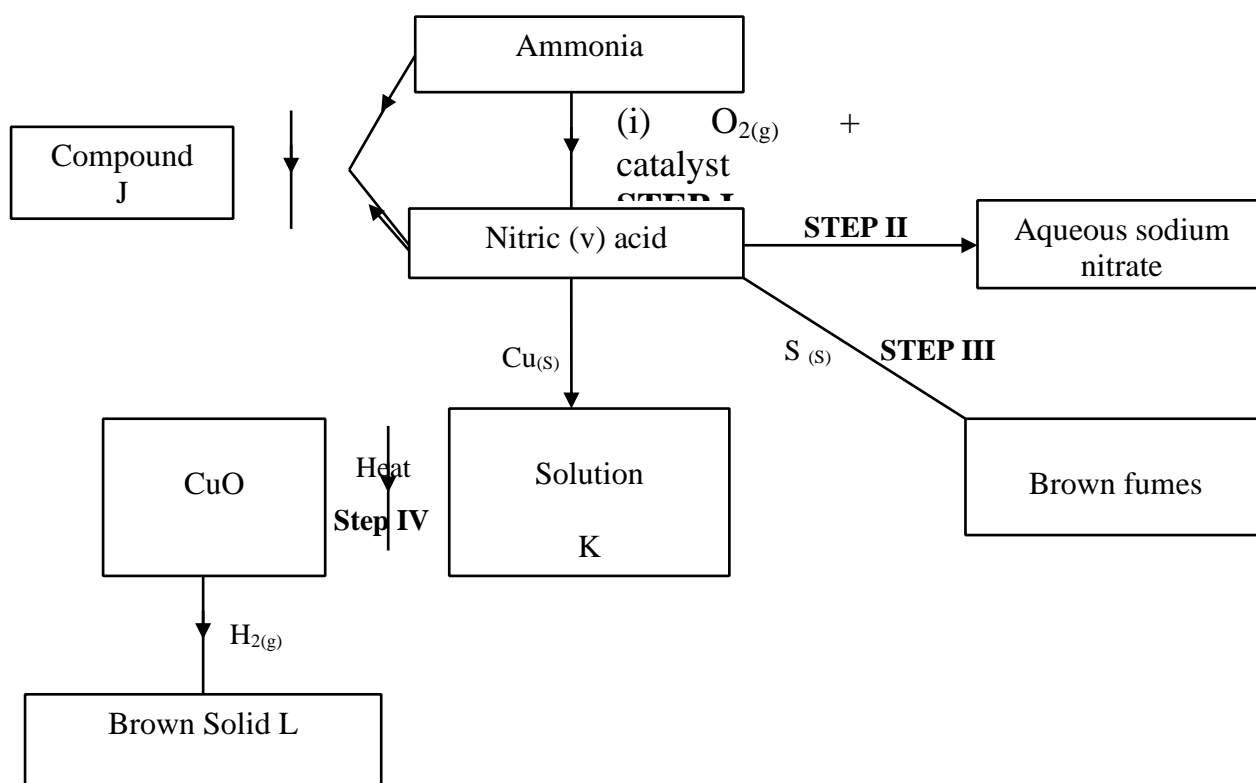 Ammonia
(i) O2(g) +
catalyst
STEP I
Compound
J
Nitric (v) acid
STEP II
Aqueous sodium
nitrate
Cu(S)
S (S)
STEP III
CuO
Heat
Step IV
Solution
K
Brown fumes
H2(g)
Brown Solid L